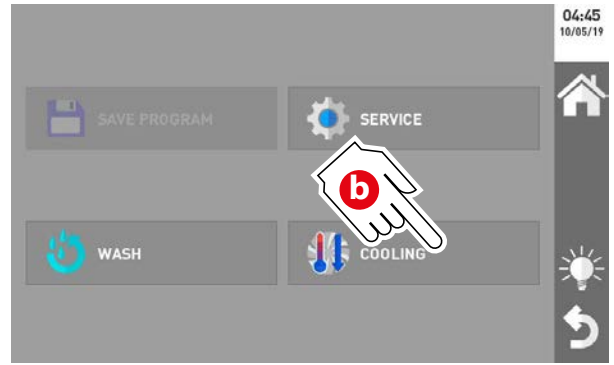 04:45
10/05/19
SAVE PROGRAM
SERVICE
b
WASH
COOLING